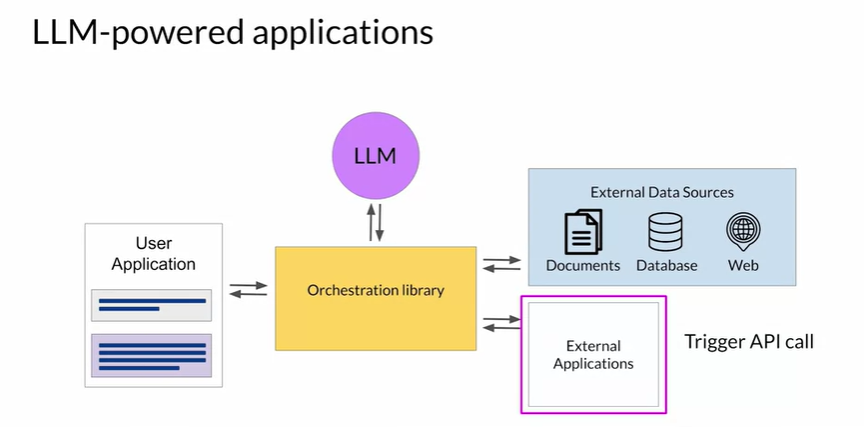 LLM-powered applications
LLM
External Data Sources
Documents Database Web
User
Application
Orchestration library
External
Applications
Trigger API call